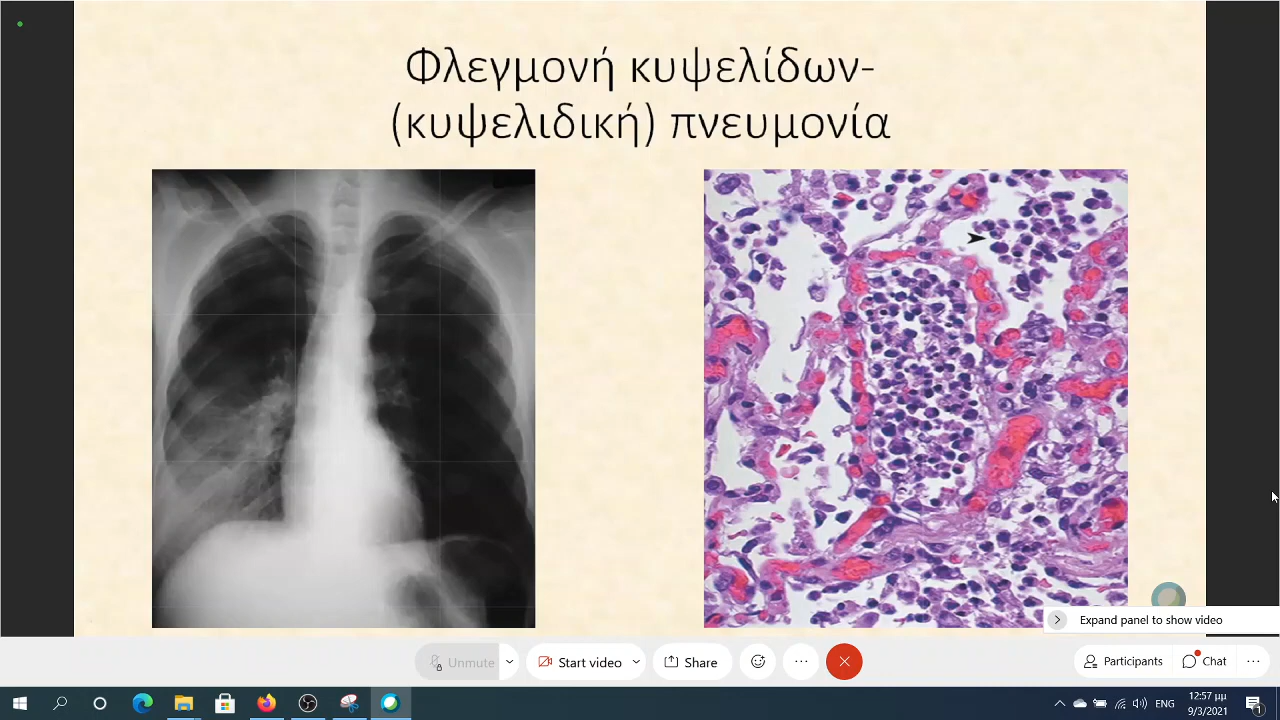 Φλεγμονή κυψελίδων-
(κυψελιδική) πνευμονία
Expand panel to show video
Unmute
Start video
Share
Participants
Chat
ENG
12:57 μμ
9/3/2021
1